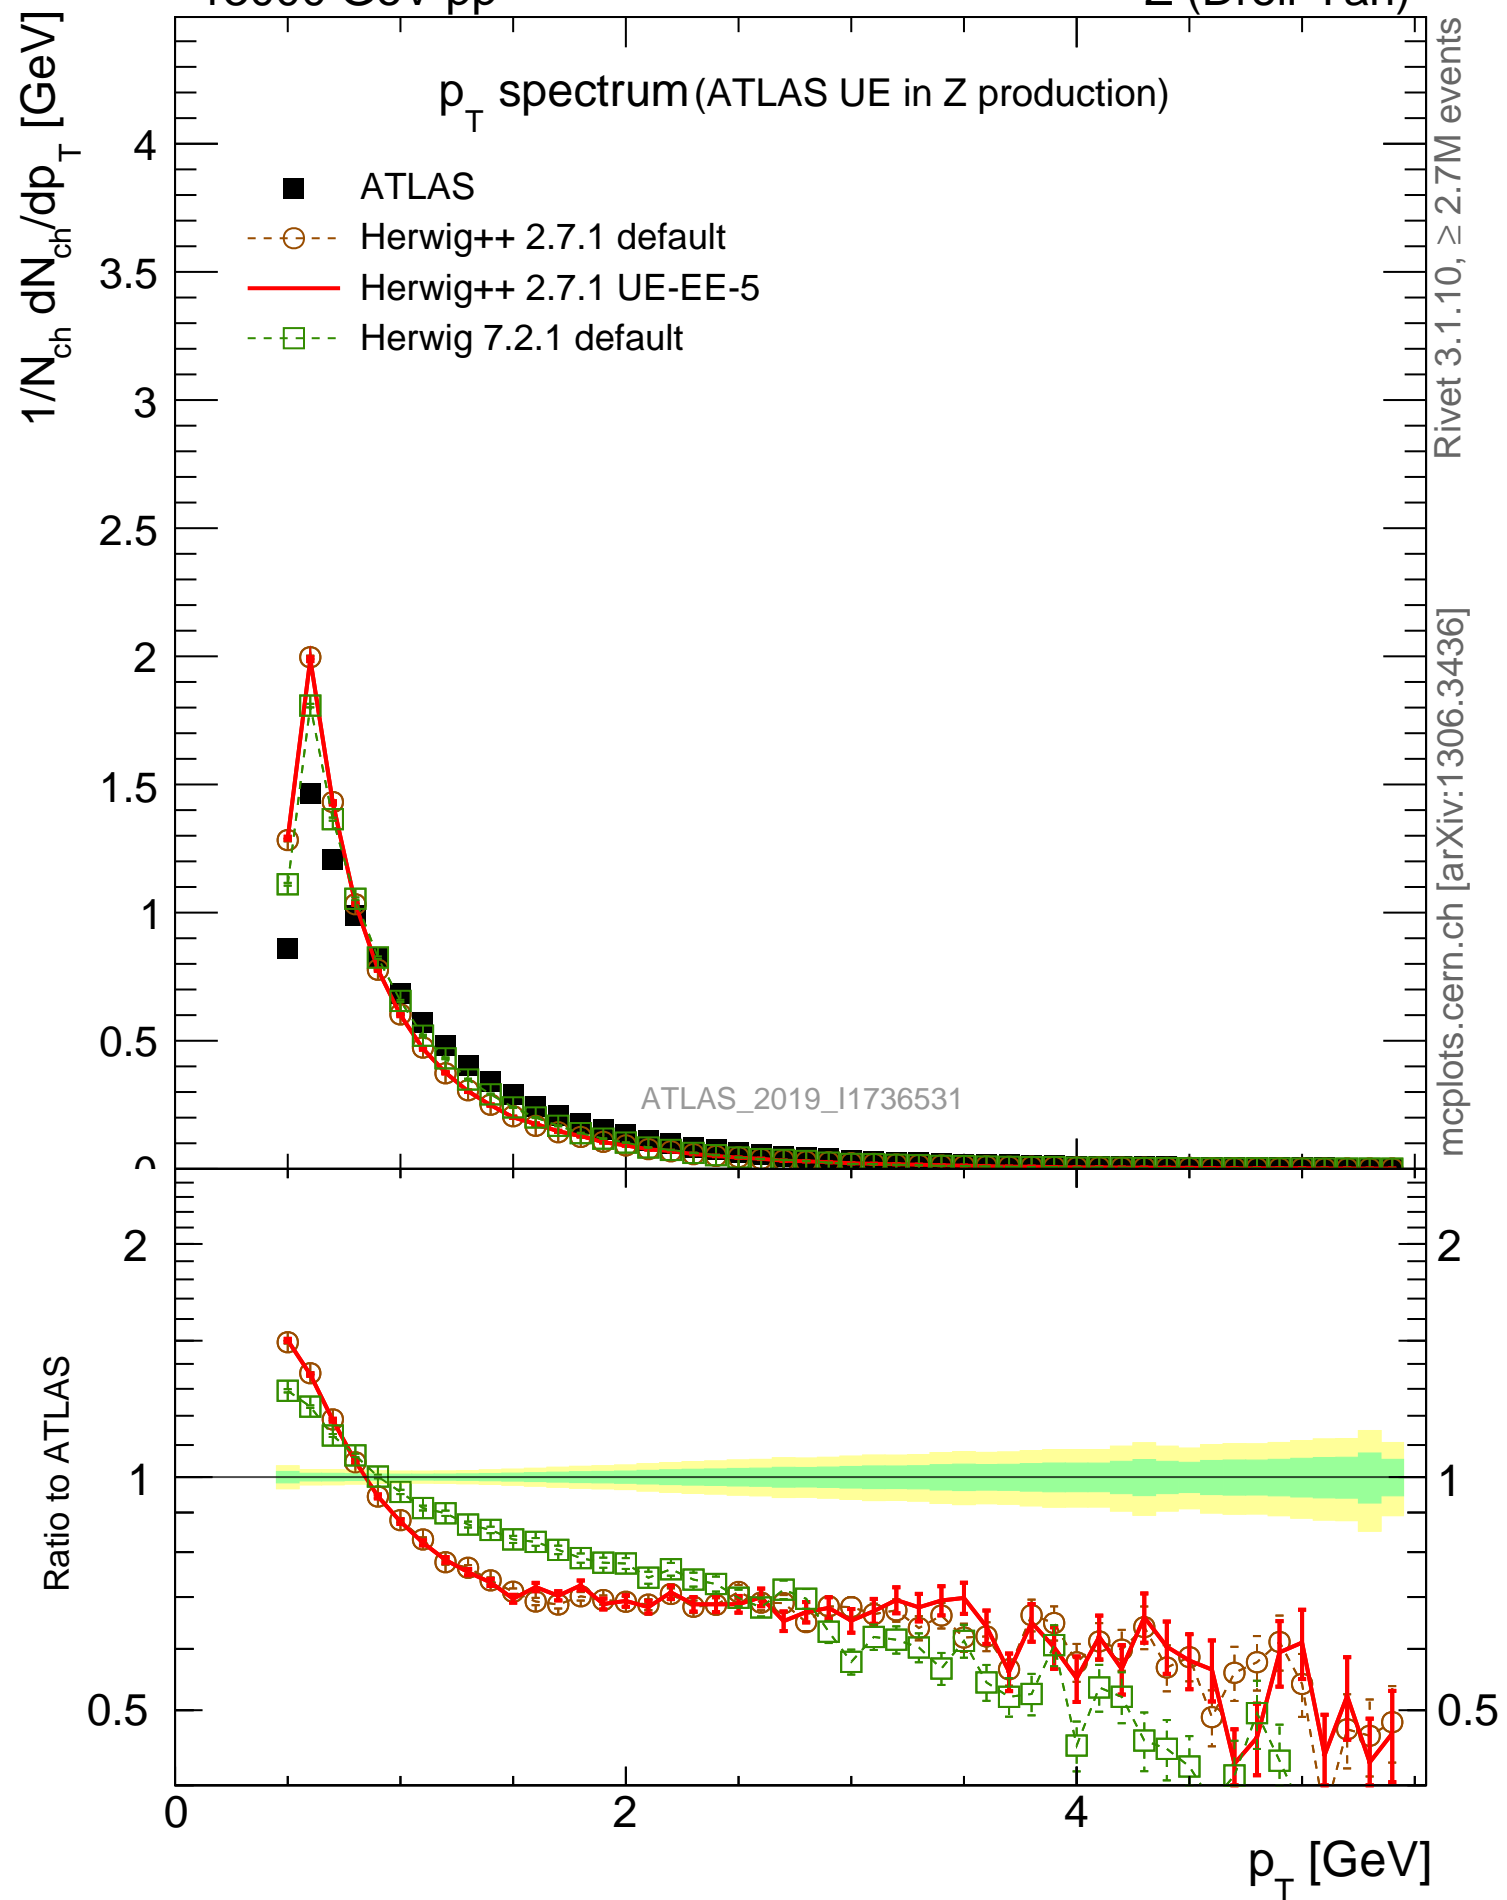 Z (Drell-Yan)
p_T spectrum (ATLAS UE in Z production)
ATLAS
Herwig++ 2.7.1 default
Herwig++ 2.7.1 UE-EE-5
Herwig 7.2.1 default
1/N_ch dN_ch/dp_T [GeV]
4
3.5
3
2.5
2
1.5
1
0.5
0
ATLAS_2019_I1736531
Rivet 3.1.10, ≥ 2.7M events
mcplots.cern.ch [arXiv:1306.3436]
Ratio to ATLAS
2
1
0.5
2
1
0.5
0
2
4
p_T [GeV]